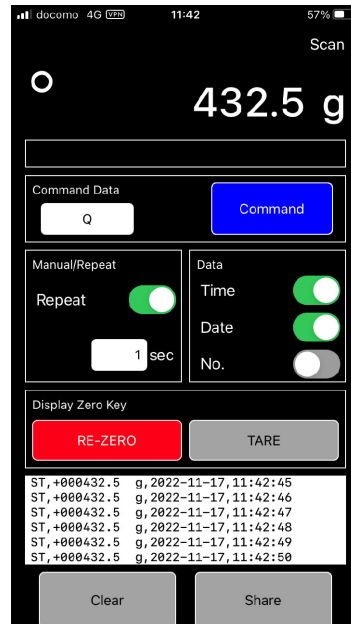 docomo 4G VPN 11:42 57%
Scan
432.5 g
Command Data
Q
Command
Manual/Repeat
Repeat
1 sec
Data
Time
Date
No.
Display Zero Key
RE-ZERO
TARE
ST,+000432.5 g,2022-11-17,11:42:45
ST,+000432.5 g,2022-11-17,11:42:46
ST,+000432.5 g,2022-11-17,11:42:47
ST,+000432.5 g,2022-11-17,11:42:48
ST,+000432.5 g,2022-11-17,11:42:49
ST,+000432.5 g,2022-11-17,11:42:50
Clear
Share